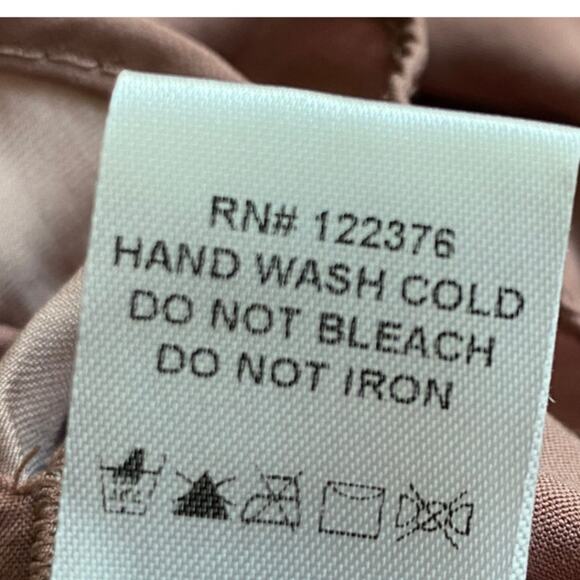 RN# 122376
HAND WASH COLD
DO NOT BLEACH
DO NOT IRON